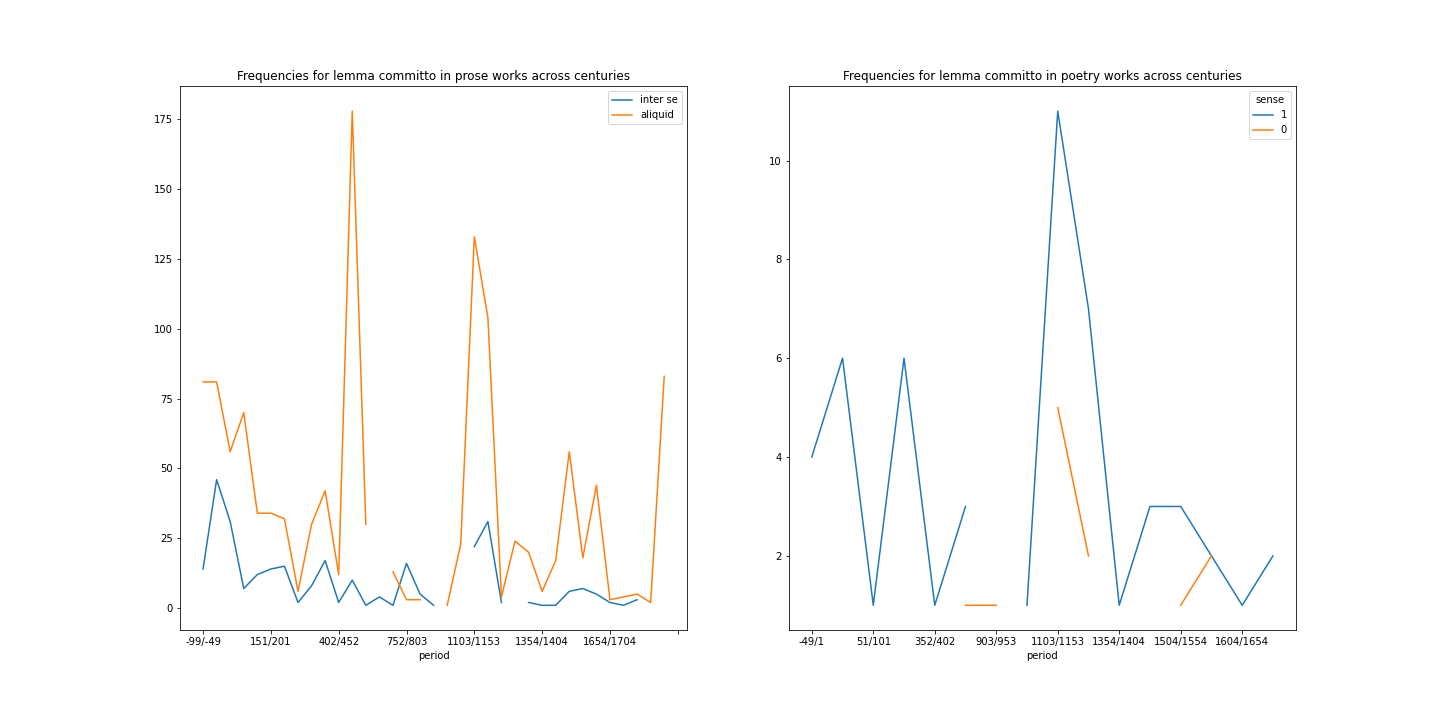 Frequencies for lemma committo in prose works across centuries
inter se
aliquid
175
150
125
100
75
50
25
0
-99/-49 151/201 402/452 752/803 1103/1153 1354/1404 1654/1704
period
Frequencies for lemma committo in poetry works across centuries
sense
1
0
10
8
6
4
2
-49/1 51/101 352/402 903/953 1103/1153 1354/1404 1504/1554 1604/1654
period